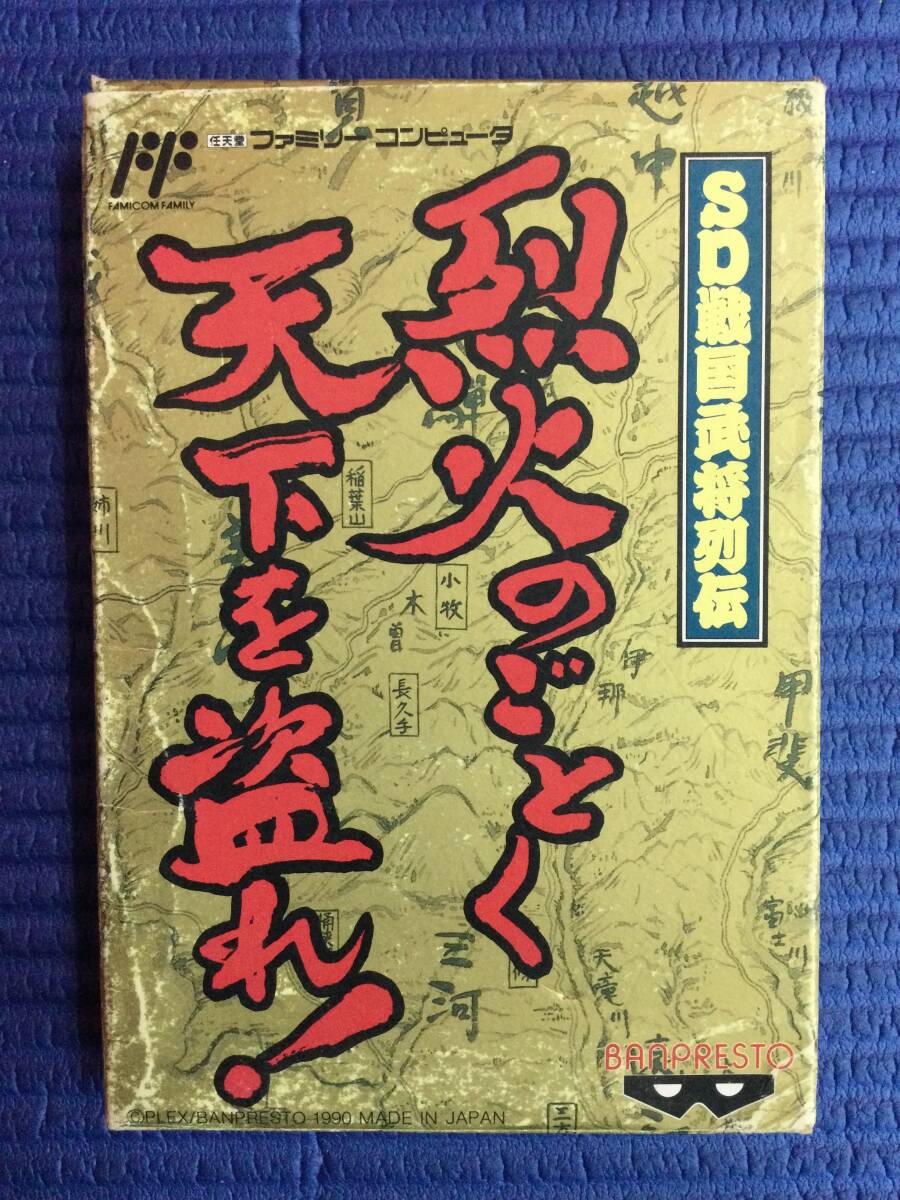 任天堂 ファミリーコンピュータ
FAMICOM FAMILY
SD戦国武将列伝
烈火のごとく
天下を盗れ!
越中
稲葉山
小牧
木曽
長久手
伊那
甲斐
富士川
天竜川
三河
姉川
BANPRESTO
©PLEX/BANPRESTO 1990 MADE IN JAPAN